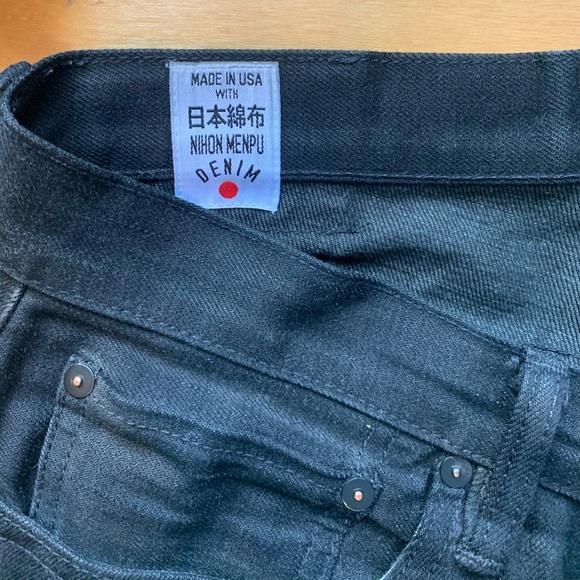 MADE IN USA
WITH
日本綿布
NIHON MENPU
DENIM